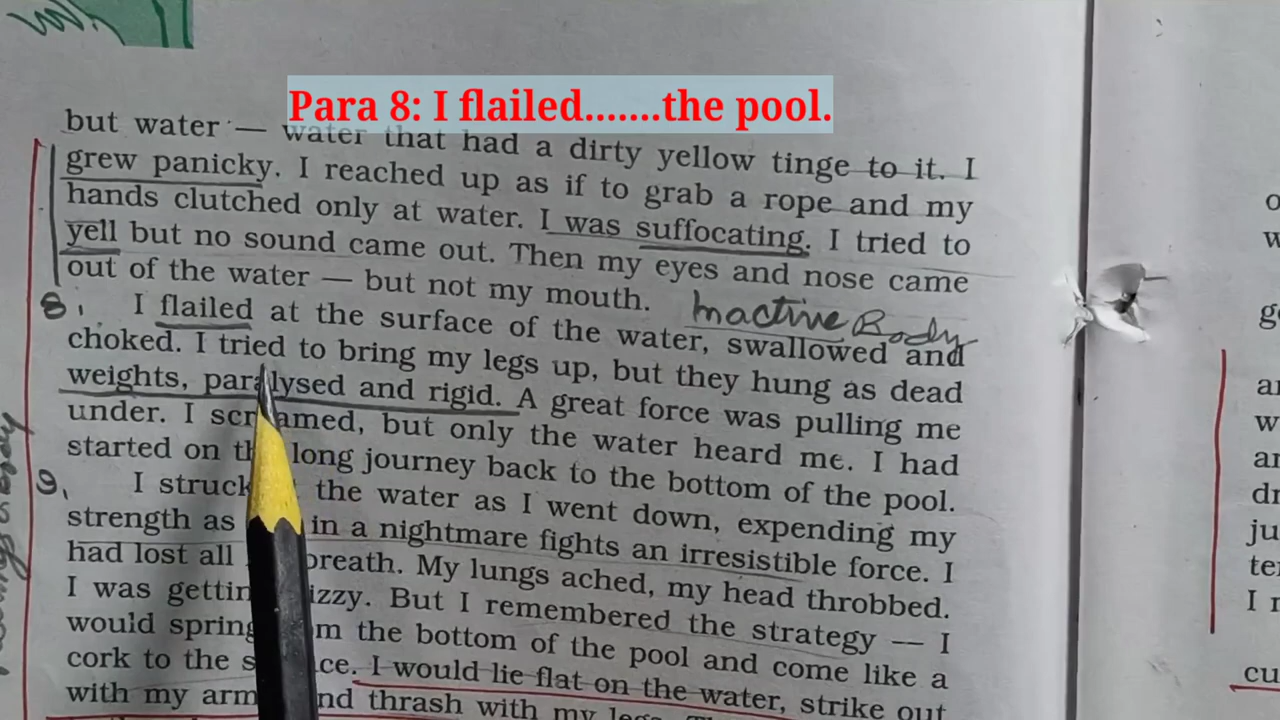 Para 8: I flailed.......the pool.
but water — water that had a dirty yellow tinge to it. I
grew panicky. I reached up as if to grab a rope and my
hands clutched only at water. I was suffocating. I tried to
yell but no sound came out. Then my eyes and nose came
out of the water — but not my mouth.
Inactive Body
8. I flailed at the surface of the water, swallowed and
choked. I tried to bring my legs up, but they hung as dead
weights, paralysed and rigid. A great force was pulling me
under. I screamed, but only the water heard me. I had
started on the long journey back to the bottom of the pool.
9. I struck the water as I went down, expending my
strength as in a nightmare fights an irresistible force. I
had lost all breath. My lungs ached, my head throbbed.
I was getting dizzy. But I remembered the strategy — I
would spring from the bottom of the pool and come like a
cork to the surface. I would lie flat on the water, strike out
with my arms and thrash with my legs.